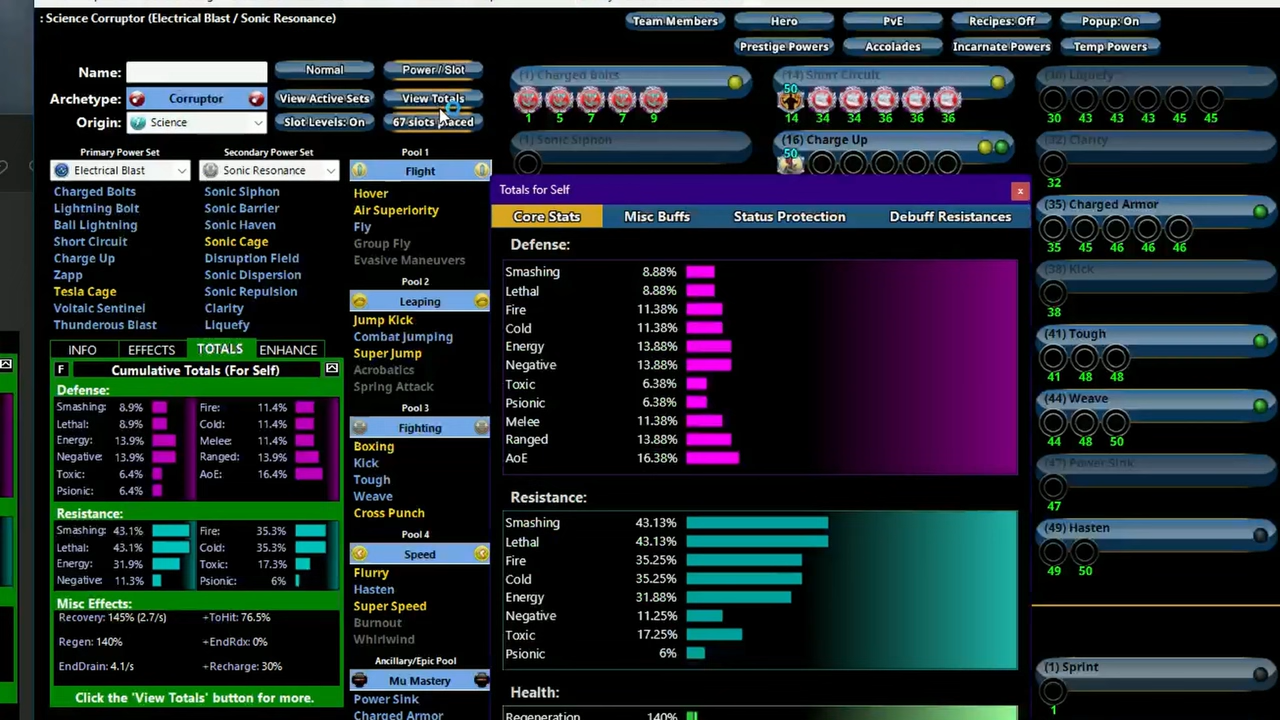 : Science Corruptor (Electrical Blast / Sonic Resonance)
Team Members
Hero
PvE
Recipes: Off
Popup: On
Prestige Powers
Accolades
Incarnate Powers
Temp Powers
Name:
Normal
Power / Slot
Archetype:
Corruptor
View Active Sets
View Totals
Origin:
Science
Slot Levels: On
67 slots placed
(1) Charged Bolts
1 5 7 7 9
(14) Short Circuit
50
14 34 34 36 36 36
Liquefy
30 43 43 43 45 45
(1) Sonic Siphon
(16) Charge Up
50
(32) Clarity
32
(35) Charged Armor
35 45 46 46 46
(38) Kick
38
(41) Tough
41 48 48
(44) Weave
44 48 50
(47) Power Sink
47
(49) Hasten
49 50
(1) Sprint
1
Primary Power Set
Electrical Blast
Charged Bolts
Lightning Bolt
Ball Lightning
Short Circuit
Charge Up
Zapp
Tesla Cage
Voltaic Sentinel
Thunderous Blast
Secondary Power Set
Sonic Resonance
Sonic Siphon
Sonic Barrier
Sonic Haven
Sonic Cage
Disruption Field
Sonic Dispersion
Sonic Repulsion
Clarity
Liquefy
Pool 1
Flight
Hover
Air Superiority
Fly
Group Fly
Evasive Maneuvers
Pool 2
Leaping
Jump Kick
Combat Jumping
Super Jump
Acrobatics
Spring Attack
Pool 3
Fighting
Boxing
Kick
Tough
Weave
Cross Punch
Pool 4
Speed
Flurry
Hasten
Super Speed
Burnout
Whirlwind
Ancillary/Epic Pool
Mu Mastery
Power Sink
Charged Armor
INFO
EFFECTS
TOTALS
ENHANCE
F
Cumulative Totals (For Self)
Defense:
Smashing: 8.9% Fire: 11.4%
Lethal: 8.9% Cold: 11.4%
Energy: 13.9% Melee: 11.4%
Negative: 13.9% Ranged: 13.9%
Toxic: 6.4% AoE: 16.4%
Psionic: 6.4%
Resistance:
Smashing: 43.1% Fire: 35.3%
Lethal: 43.1% Cold: 35.3%
Energy: 31.9% Toxic: 17.3%
Negative: 11.3% Psionic: 6%
Misc Effects:
Recovery: 145% (2.7/s) +ToHit: 76.5%
Regen: 140% +EndRdx: 0%
EndDrain: 4.1/s +Recharge: 30%
Click the 'View Totals' button for more.
Totals for Self
x
Core Stats
Misc Buffs
Status Protection
Debuff Resistances
Defense:
Smashing 8.88%
Lethal 8.88%
Fire 11.38%
Cold 11.38%
Energy 13.88%
Negative 13.88%
Toxic 6.38%
Psionic 6.38%
Melee 11.38%
Ranged 13.88%
AoE 16.38%
Resistance:
Smashing 43.13%
Lethal 43.13%
Fire 35.25%
Cold 35.25%
Energy 31.88%
Negative 11.25%
Toxic 17.25%
Psionic 6%
Health:
Regeneration 140%